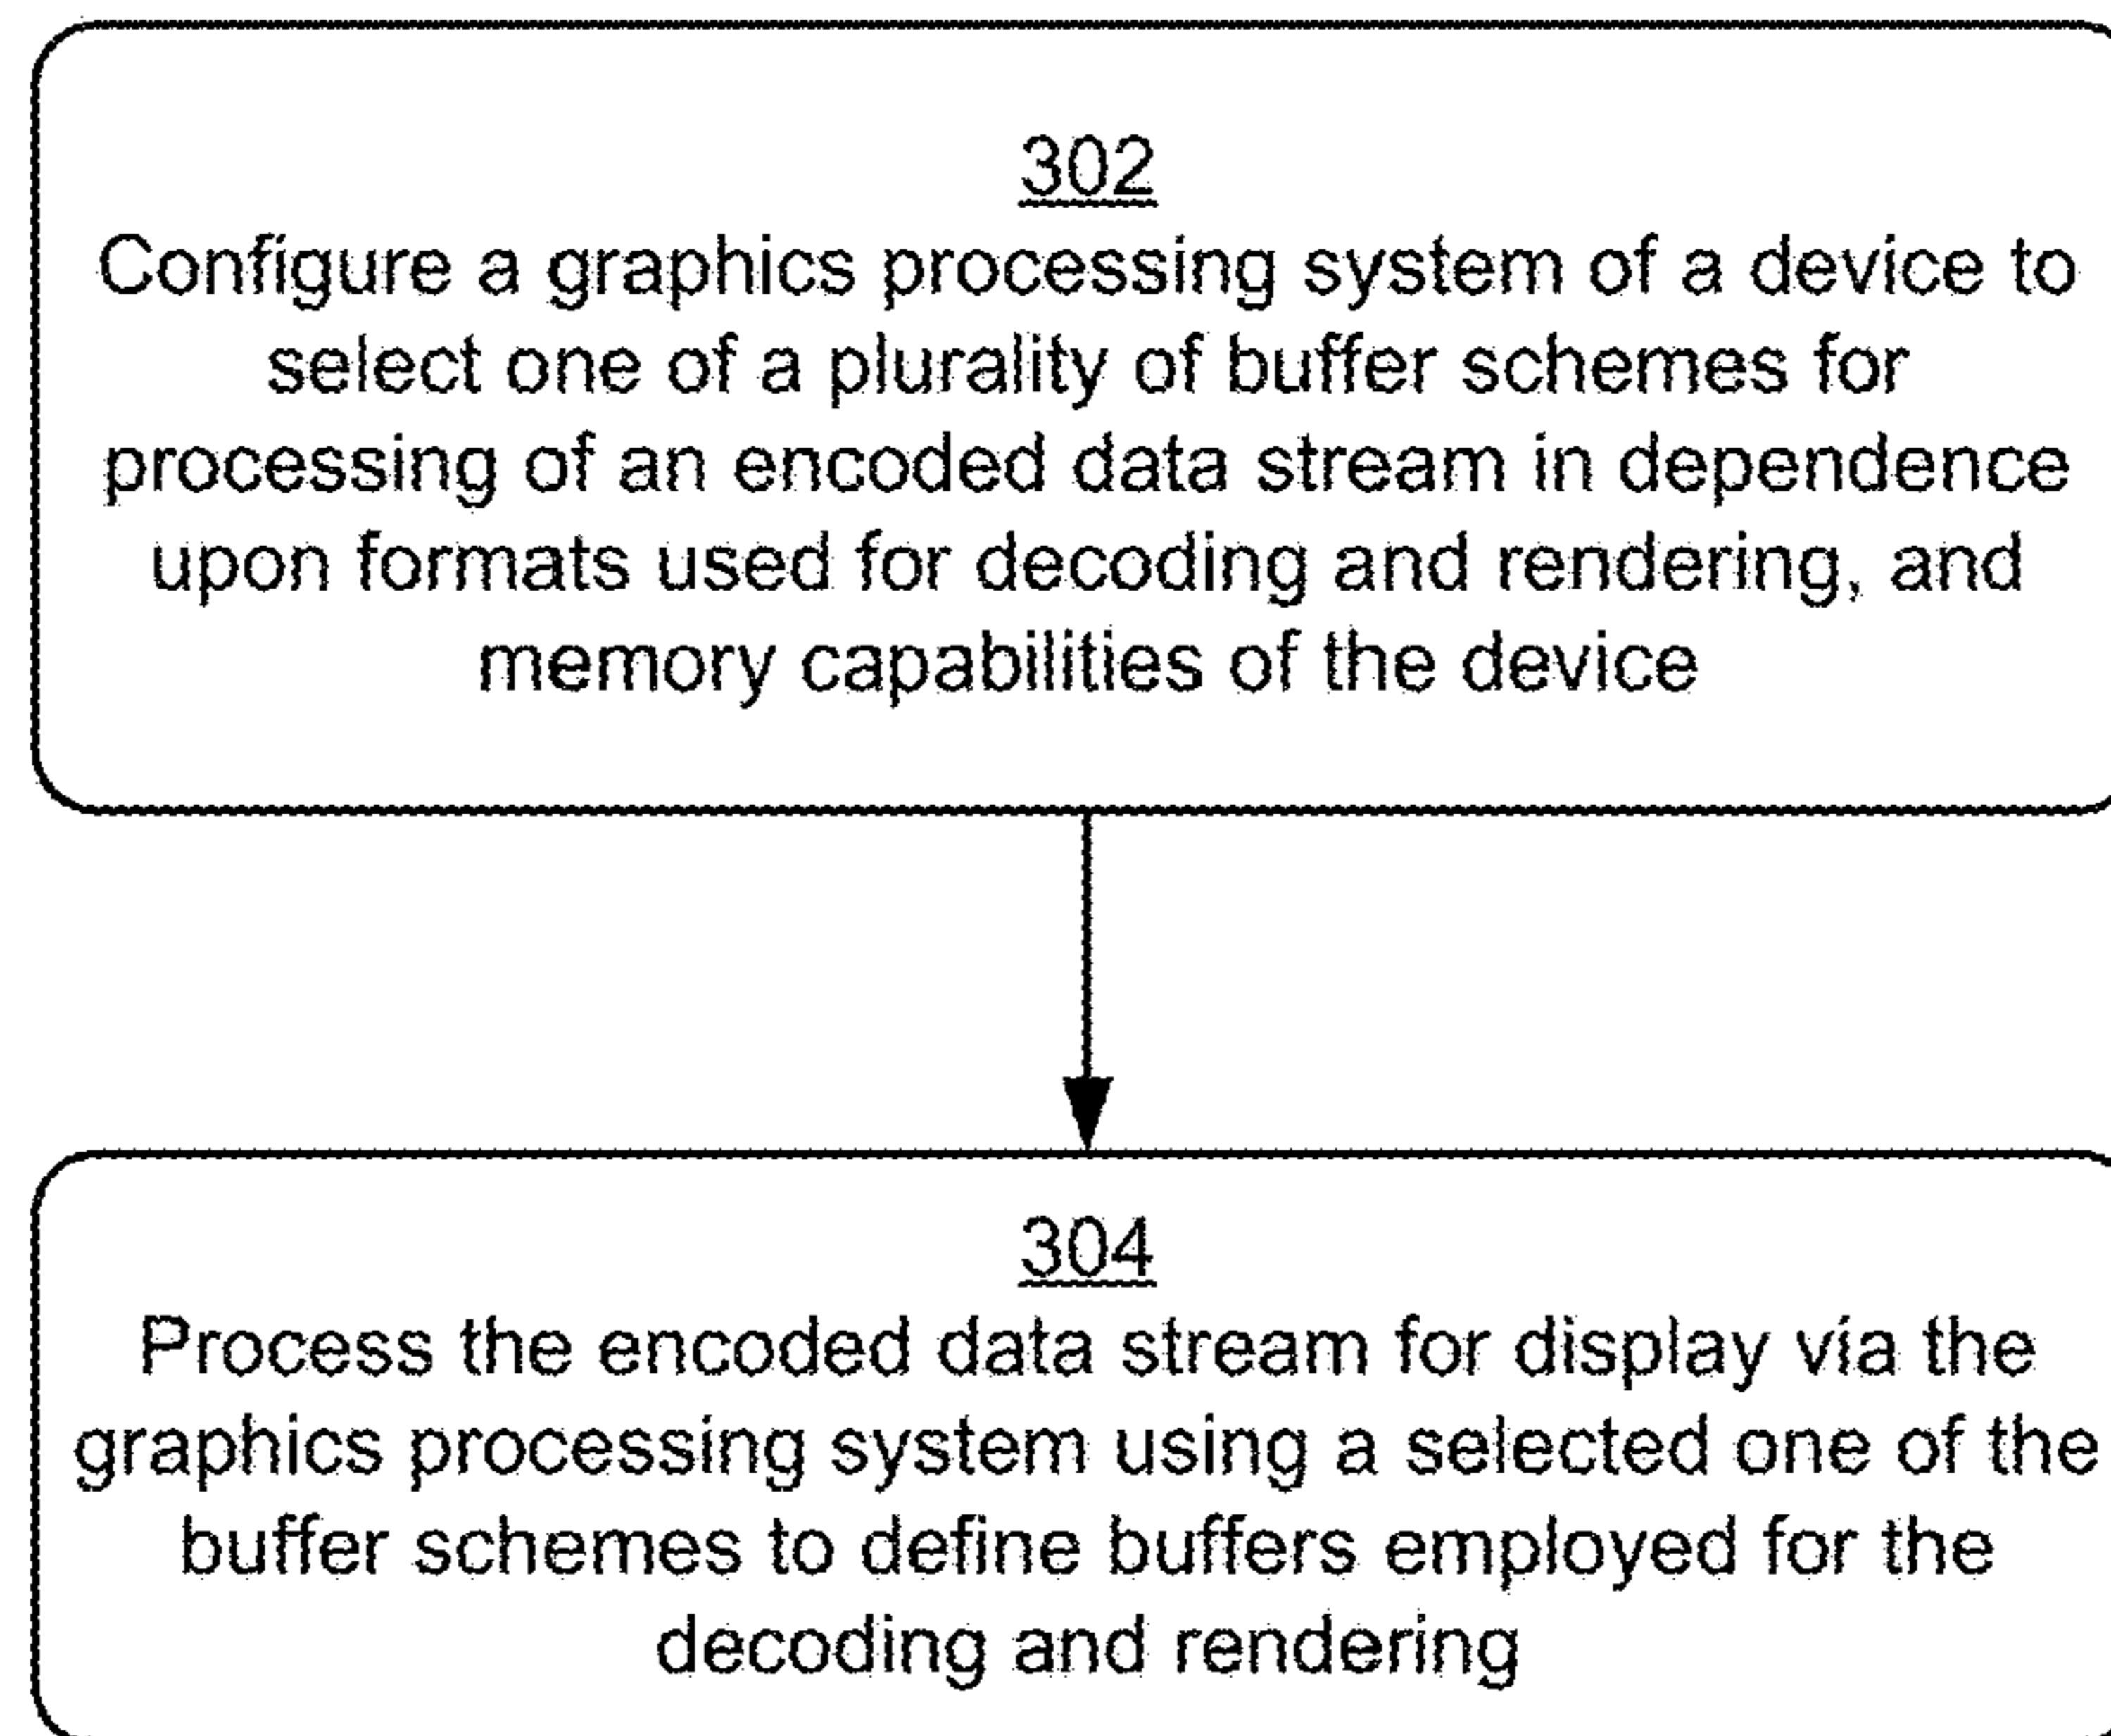 302
Configure a graphics processing system of a device to
select one of a plurality of buffer schemes for
processing of an encoded data stream in dependence
upon formats used for decoding and rendering, and
memory capabilities of the device
304
Process the encoded data stream for display via the
graphics processing system using a selected one of the
buffer schemes to define buffers employed for the
decoding and rendering